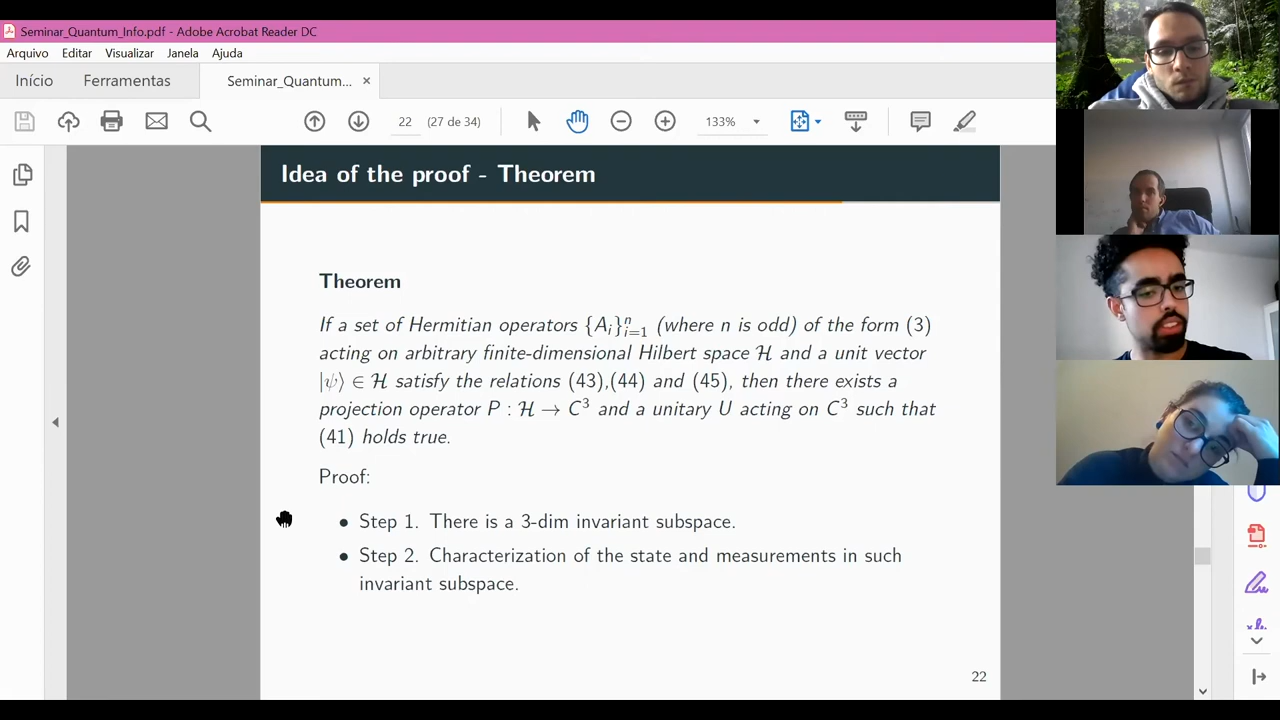 Seminar_Quantum_Info.pdf - Adobe Acrobat Reader DC
Arquivo Editar Visualizar Janela Ajuda
Início Ferramentas Seminar_Quantum... ×
22 (27 de 34) 133%
Idea of the proof - Theorem
Theorem
If a set of Hermitian operators {A_i}^n_{i=1} (where n is odd) of the form (3)
acting on arbitrary finite-dimensional Hilbert space ℋ and a unit vector
|ψ⟩ ∈ ℋ satisfy the relations (43),(44) and (45), then there exists a
projection operator P : ℋ → C³ and a unitary U acting on C³ such that
(41) holds true.
Proof:
• Step 1. There is a 3-dim invariant subspace.
• Step 2. Characterization of the state and measurements in such
invariant subspace.
22